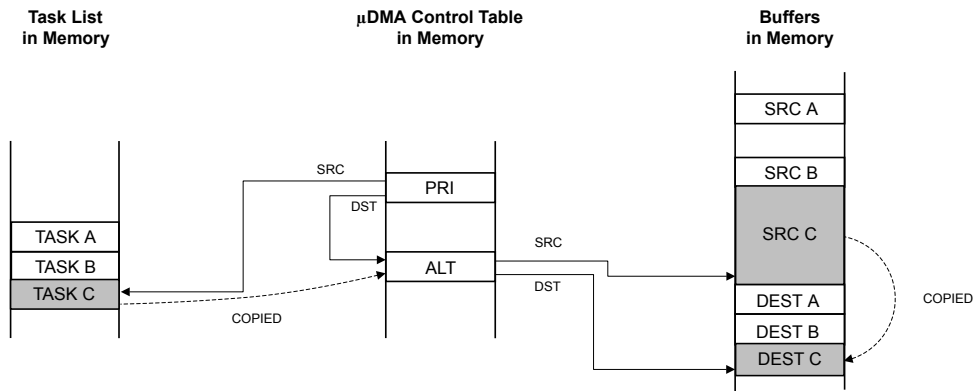 Task List
in Memory
μDMA Control Table
in Memory
Buffers
in Memory
SRC A
SRC B
SRC
PRI
DST
SRC C
TASK A
TASK B
TASK C
ALT
SRC
DST
COPIED
DEST A
COPIED
DEST B
DEST C